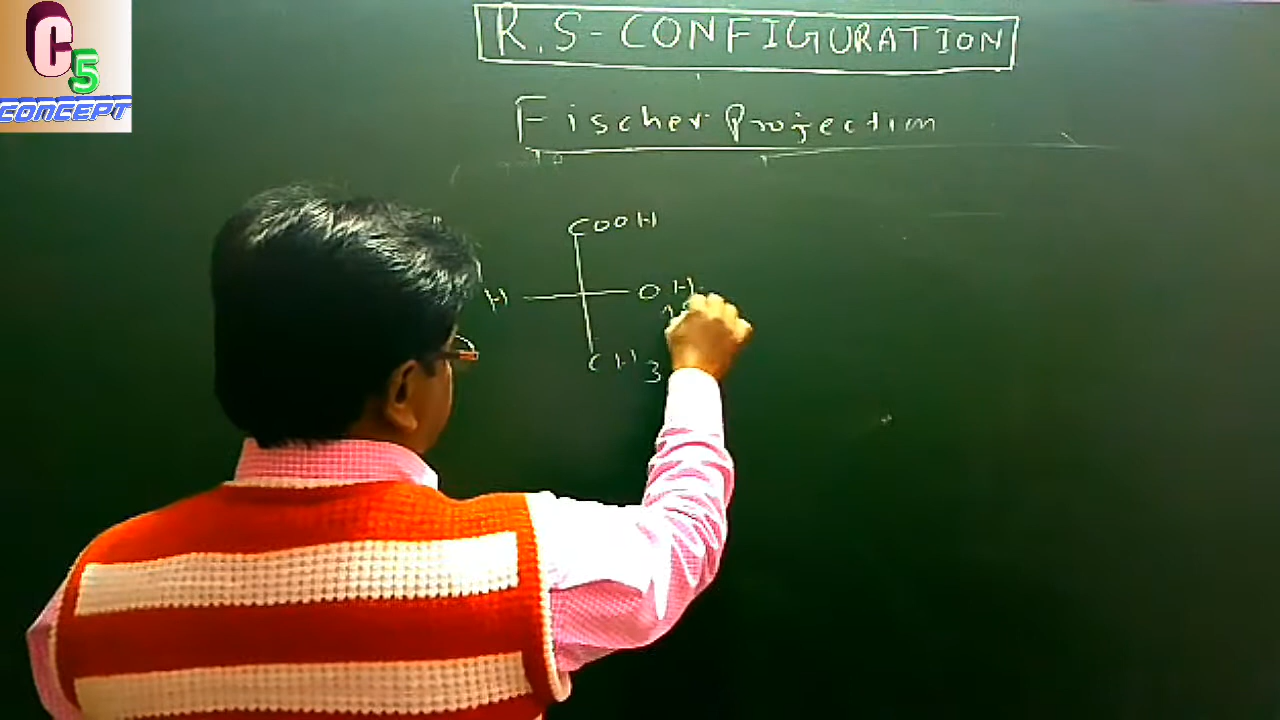 C5
CONCEPT
R.S-CONFIGURATION
Fischer Projection
COOH
H OH
CH3